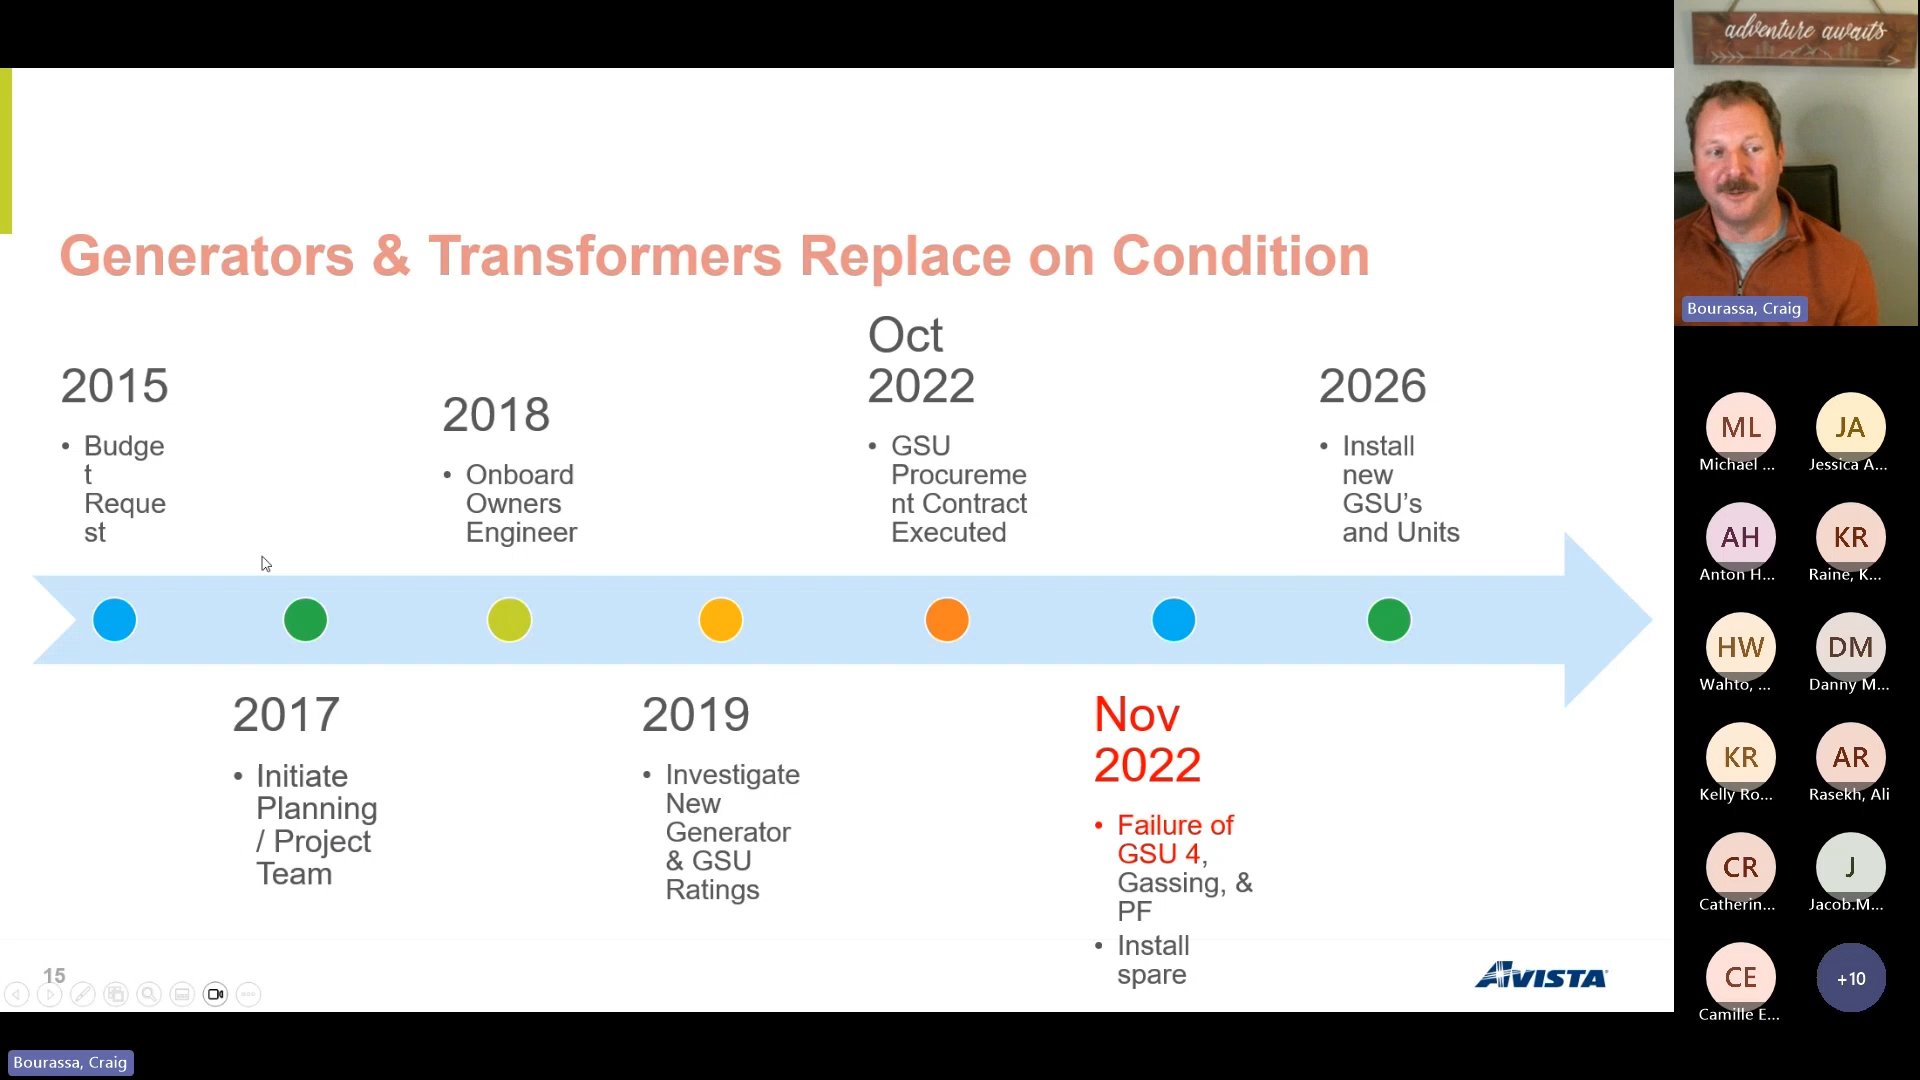 adventure awaits
Generators & Transformers Replace on Condition
2015
• Budge
t
Reque
st
2018
• Onboard
Owners
Engineer
Oct
2022
• GSU
Procureme
nt Contract
Executed
2026
• Install
new
GSU’s
and Units
2017
• Initiate
Planning
/ Project
Team
2019
• Investigate
New
Generator
& GSU
Ratings
Nov
2022
• Failure of
GSU 4,
Gassing, &
PF
• Install
spare
15
AVISTA
Bourassa, Craig
ML
Michael ...
JA
Jessica A...
AH
Anton H...
KR
Raine, K...
HW
Wahto, ...
DM
Danny M...
KR
Kelly Ro...
AR
Rasekh, Ali
CR
Catherin...
J
Jacob.M...
CE
Camille E...
+10
Bourassa, Craig